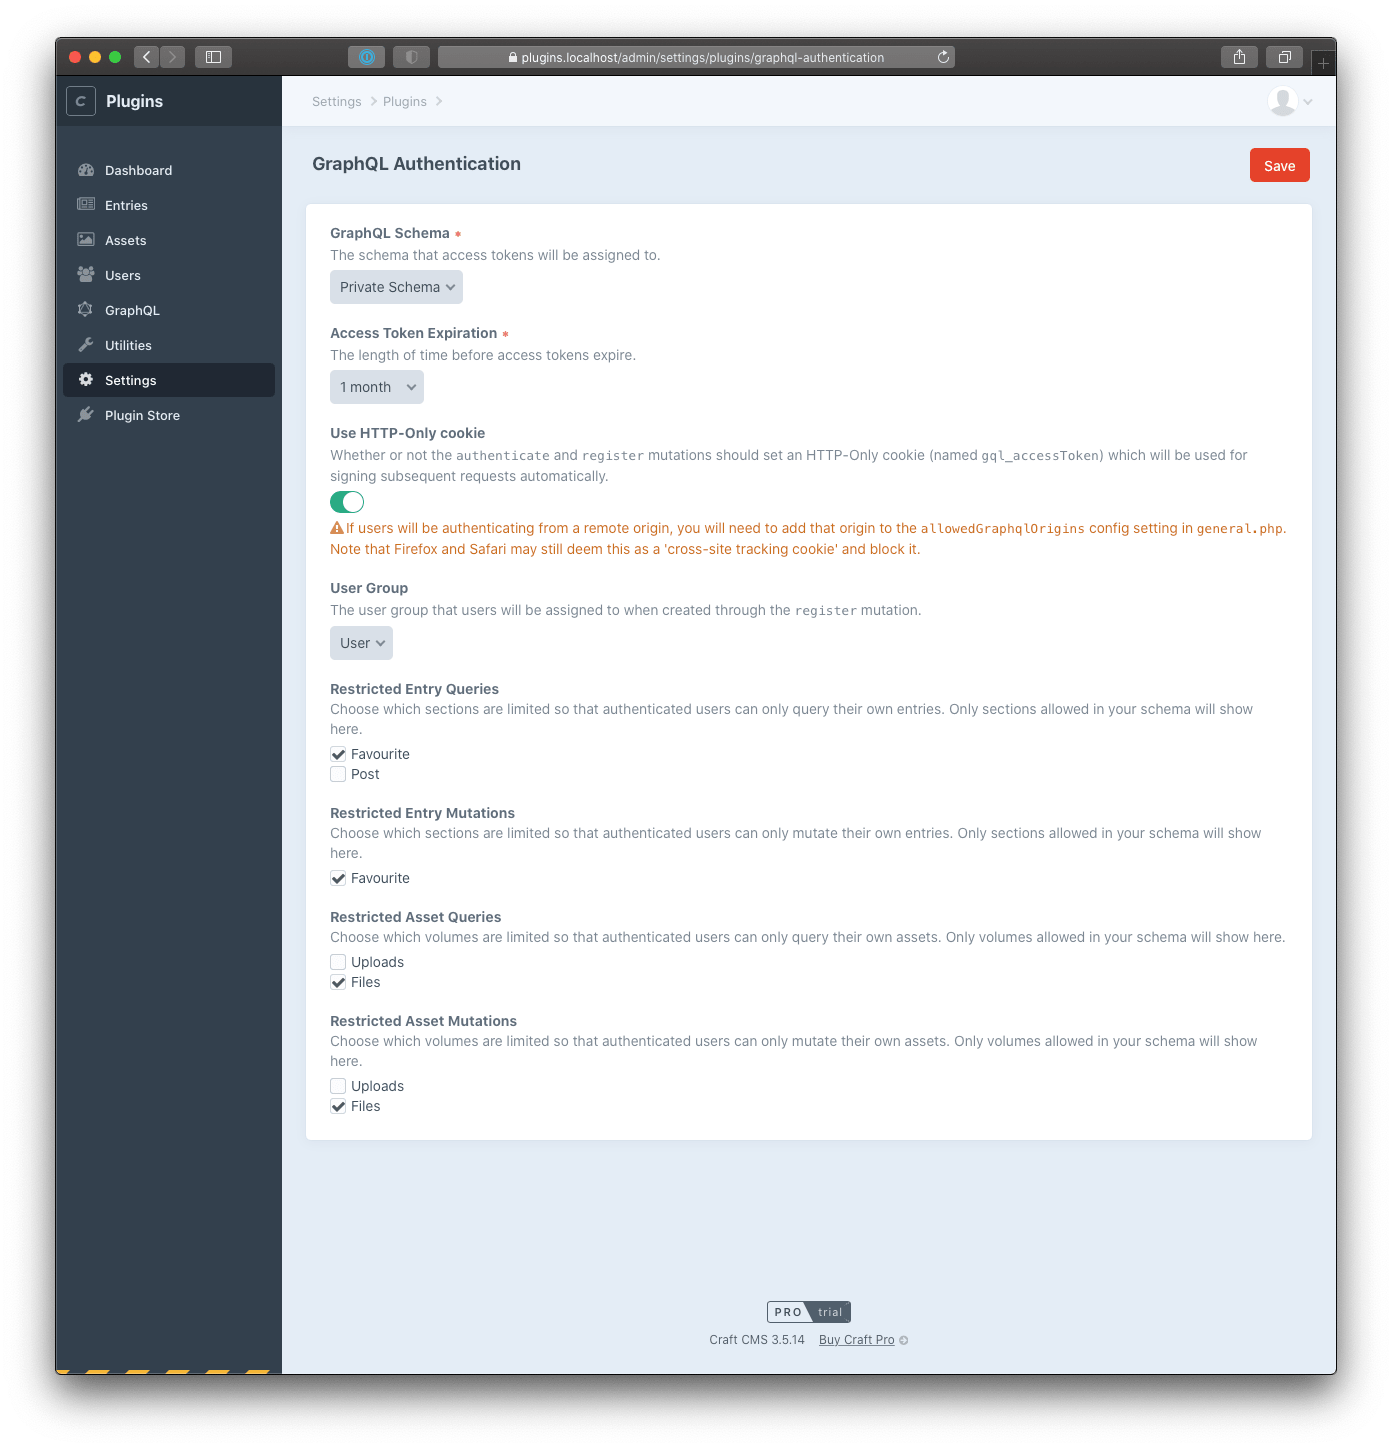 plugins.localhost/admin/settings/plugins/graphql-authentication
C Plugins
Settings Plugins
Dashboard
Entries
Assets
Users
GraphQL
Utilities
Settings
Plugin Store
GraphQL Authentication
Save
GraphQL Schema *
The schema that access tokens will be assigned to.
Private Schema
Access Token Expiration *
The length of time before access tokens expire.
1 month
Use HTTP-Only cookie
Whether or not the authenticate and register mutations should set an HTTP-Only cookie (named gql_accessToken) which will be used for
signing subsequent requests automatically.
If users will be authenticating from a remote origin, you will need to add that origin to the allowedGraphqlOrigins config setting in general.php.
Note that Firefox and Safari may still deem this as a 'cross-site tracking cookie' and block it.
User Group
The user group that users will be assigned to when created through the register mutation.
User
Restricted Entry Queries
Choose which sections are limited so that authenticated users can only query their own entries. Only sections allowed in your schema will show
here.
Favourite
Post
Restricted Entry Mutations
Choose which sections are limited so that authenticated users can only mutate their own entries. Only sections allowed in your schema will show
here.
Favourite
Restricted Asset Queries
Choose which volumes are limited so that authenticated users can only query their own assets. Only volumes allowed in your schema will show here.
Uploads
Files
Restricted Asset Mutations
Choose which volumes are limited so that authenticated users can only mutate their own assets. Only volumes allowed in your schema will show
here.
Uploads
Files
PRO trial
Craft CMS 3.5.14 Buy Craft Pro